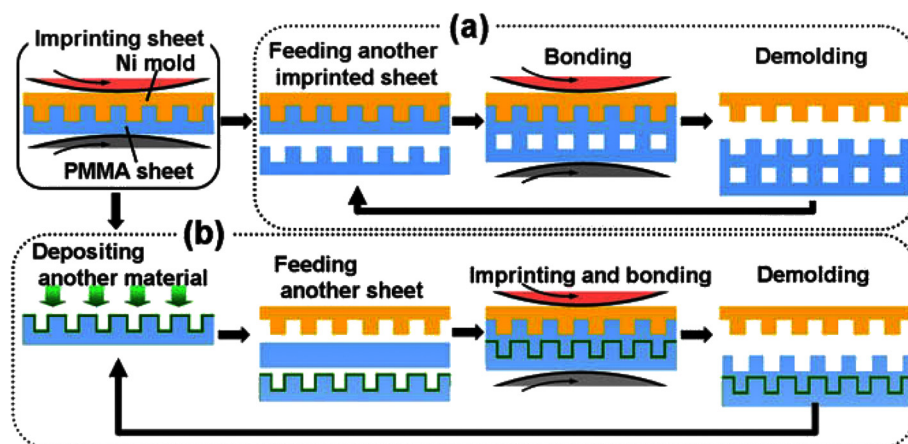 Imprinting sheet
Ni mold
PMMA sheet
(a)
Feeding another
imprinted sheet
Bonding
Demolding
(b)
Depositing
another material
Feeding
another sheet
Imprinting and bonding
Demolding